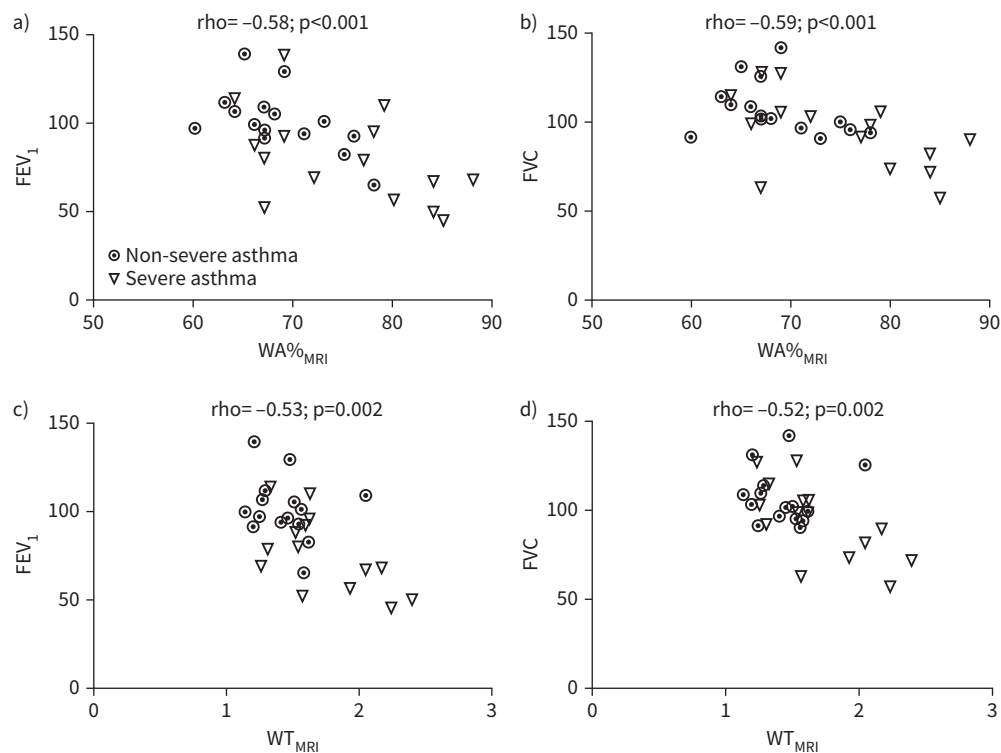 a)
rho= –0.58; p<0.001
150
100
50
0
FEV1
Non-severe asthma
Severe asthma
50 60 70 80 90
WA%MRI
b)
rho= –0.59; p<0.001
150
100
50
0
FVC
50 60 70 80 90
WA%MRI
c)
rho= –0.53; p=0.002
150
100
50
0
FEV1
0 1 2 3
WTMRI
d)
rho= –0.52; p=0.002
150
100
50
0
FVC
0 1 2 3
WTMRI